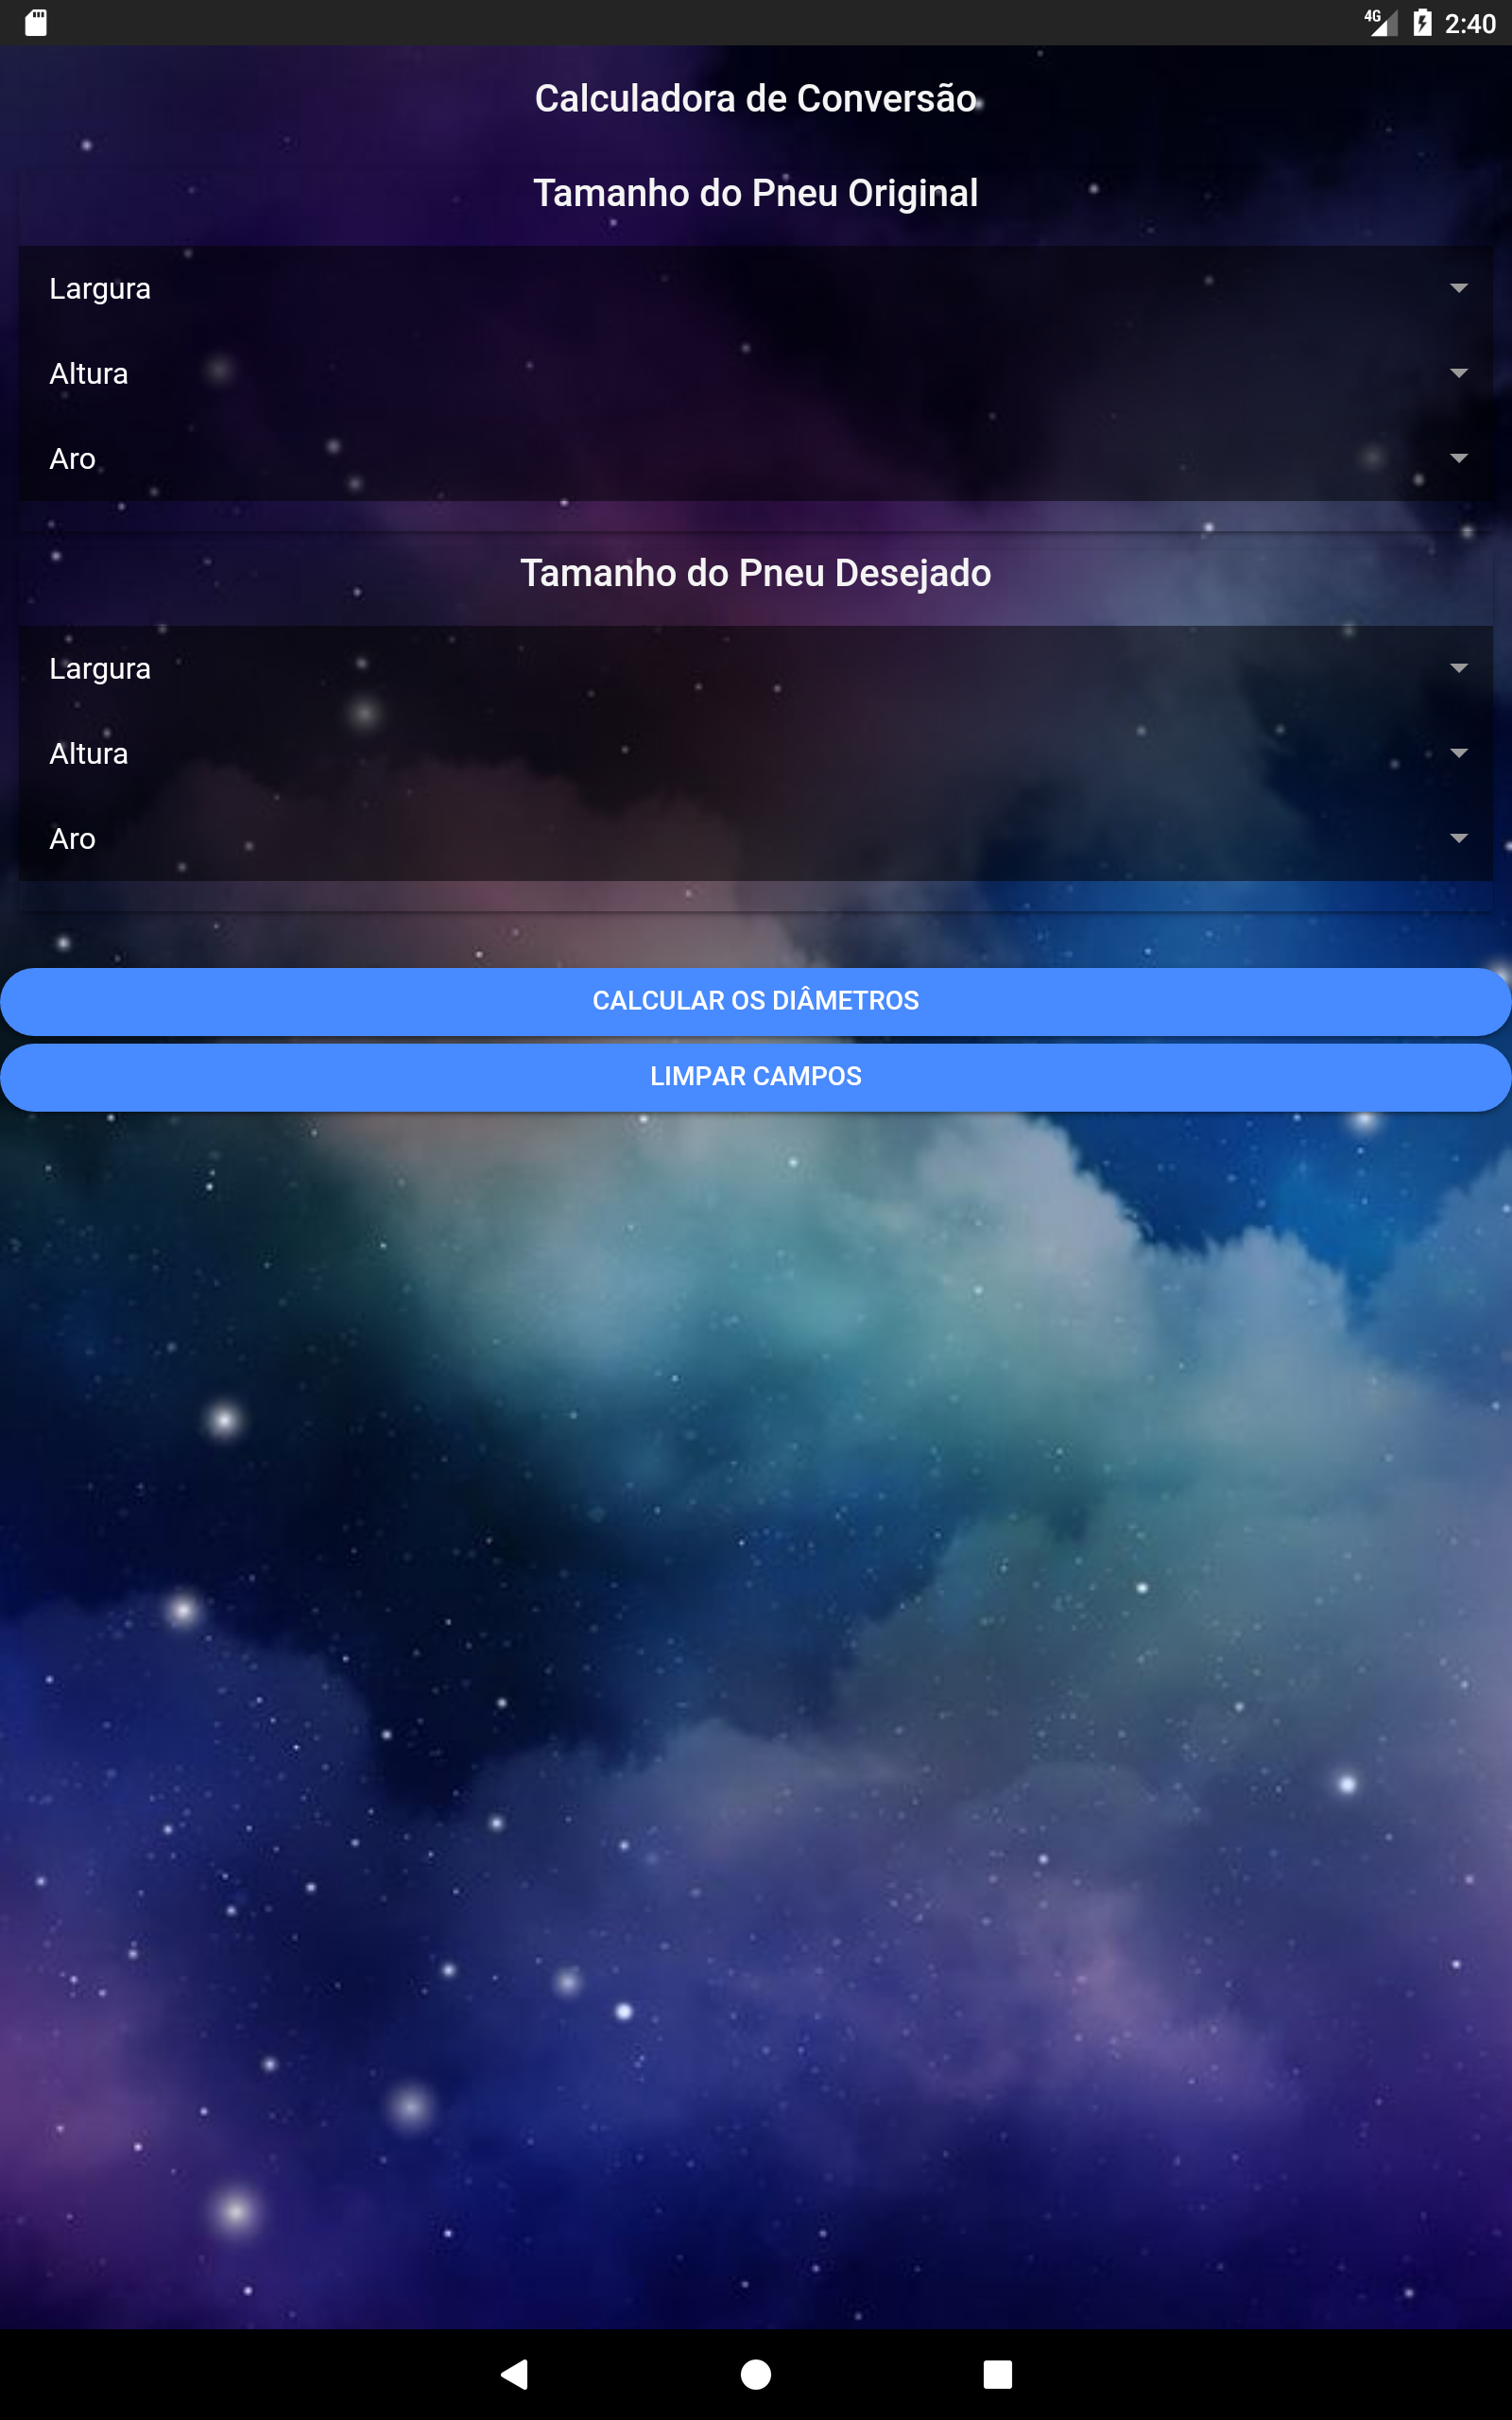 4G 2:40
Calculadora de Conversão
Tamanho do Pneu Original
Largura
Altura
Aro
Tamanho do Pneu Desejado
Largura
Altura
Aro
CALCULAR OS DIÂMETROS
LIMPAR CAMPOS